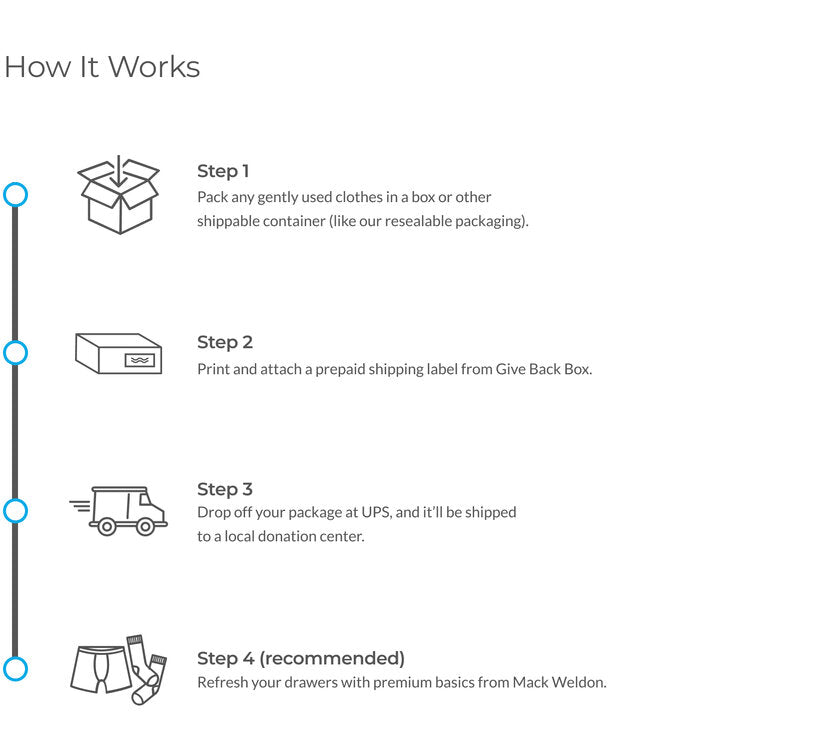 How It Works
Step 1
Pack any gently used clothes in a box or other
shippable container (like our resealable packaging).
Step 2
Print and attach a prepaid shipping label from Give Back Box.
Step 3
Drop off your package at UPS, and it’ll be shipped
to a local donation center.
Step 4 (recommended)
Refresh your drawers with premium basics from Mack Weldon.